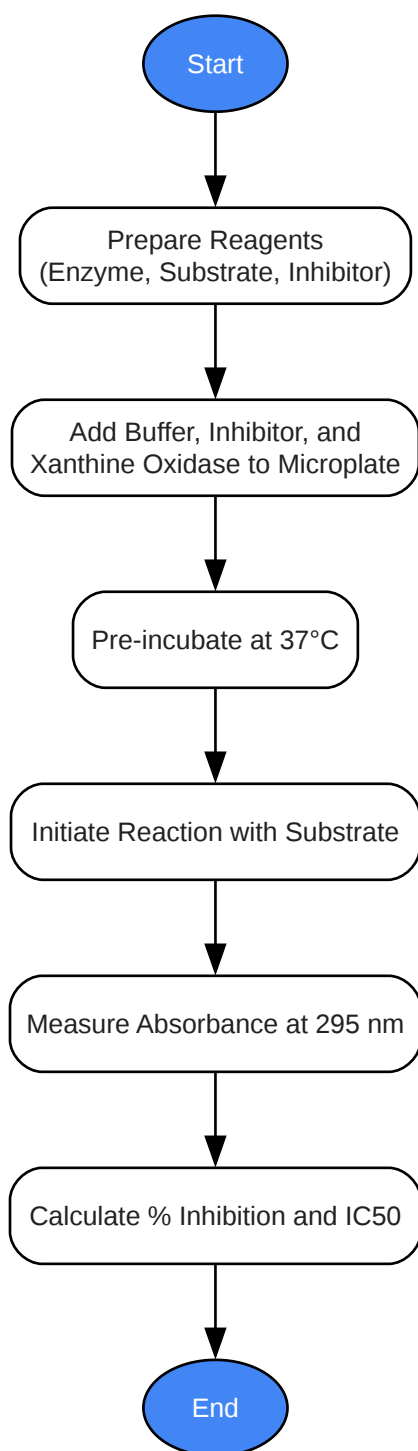 Start
Prepare Reagents
(Enzyme, Substrate, Inhibitor)
Add Buffer, Inhibitor, and
Xanthine Oxidase to Microplate
Pre-incubate at 37°C
Initiate Reaction with Substrate
Measure Absorbance at 295 nm
Calculate % Inhibition and IC50
End